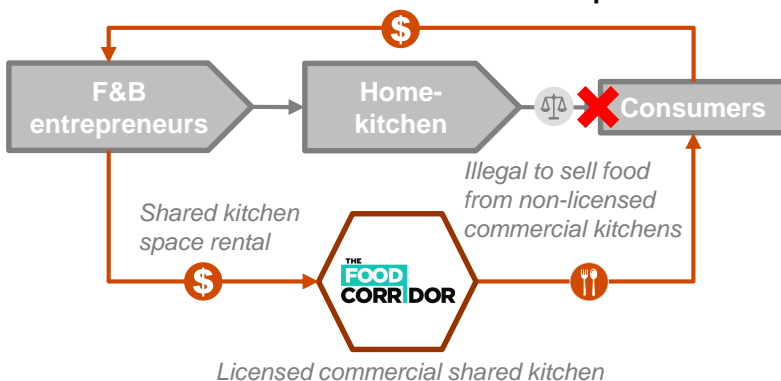 $
F&B
entrepreneurs
Home-
kitchen
Consumers
Illegal to sell food
from non-licensed
commercial kitchens
Shared kitchen
space rental
$
THE
FOOD
CORRIDOR
Licensed commercial shared kitchen